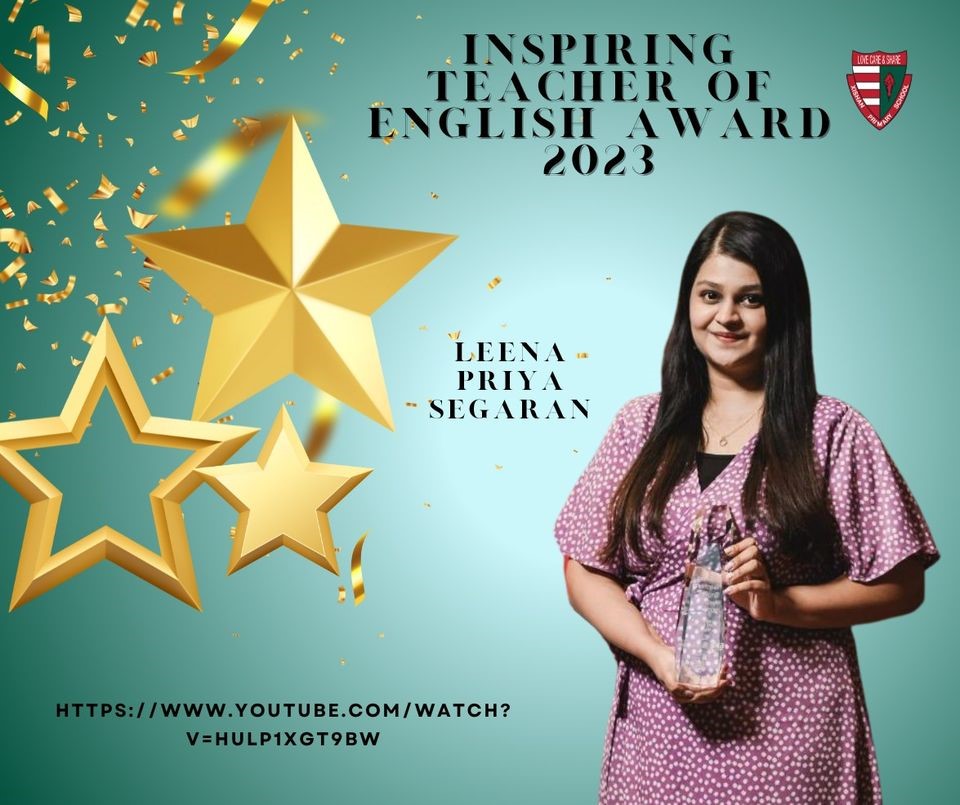 INSPIRING
TEACHER OF
ENGLISH AWARD
2023
LOVE CARE & SHARE
XISHAN PRIMARY SCHOOL
LEENA
PRIYA
SEGARAN
HTTPS://WWW.YOUTUBE.COM/WATCH?
V=HULP1XGT9BW